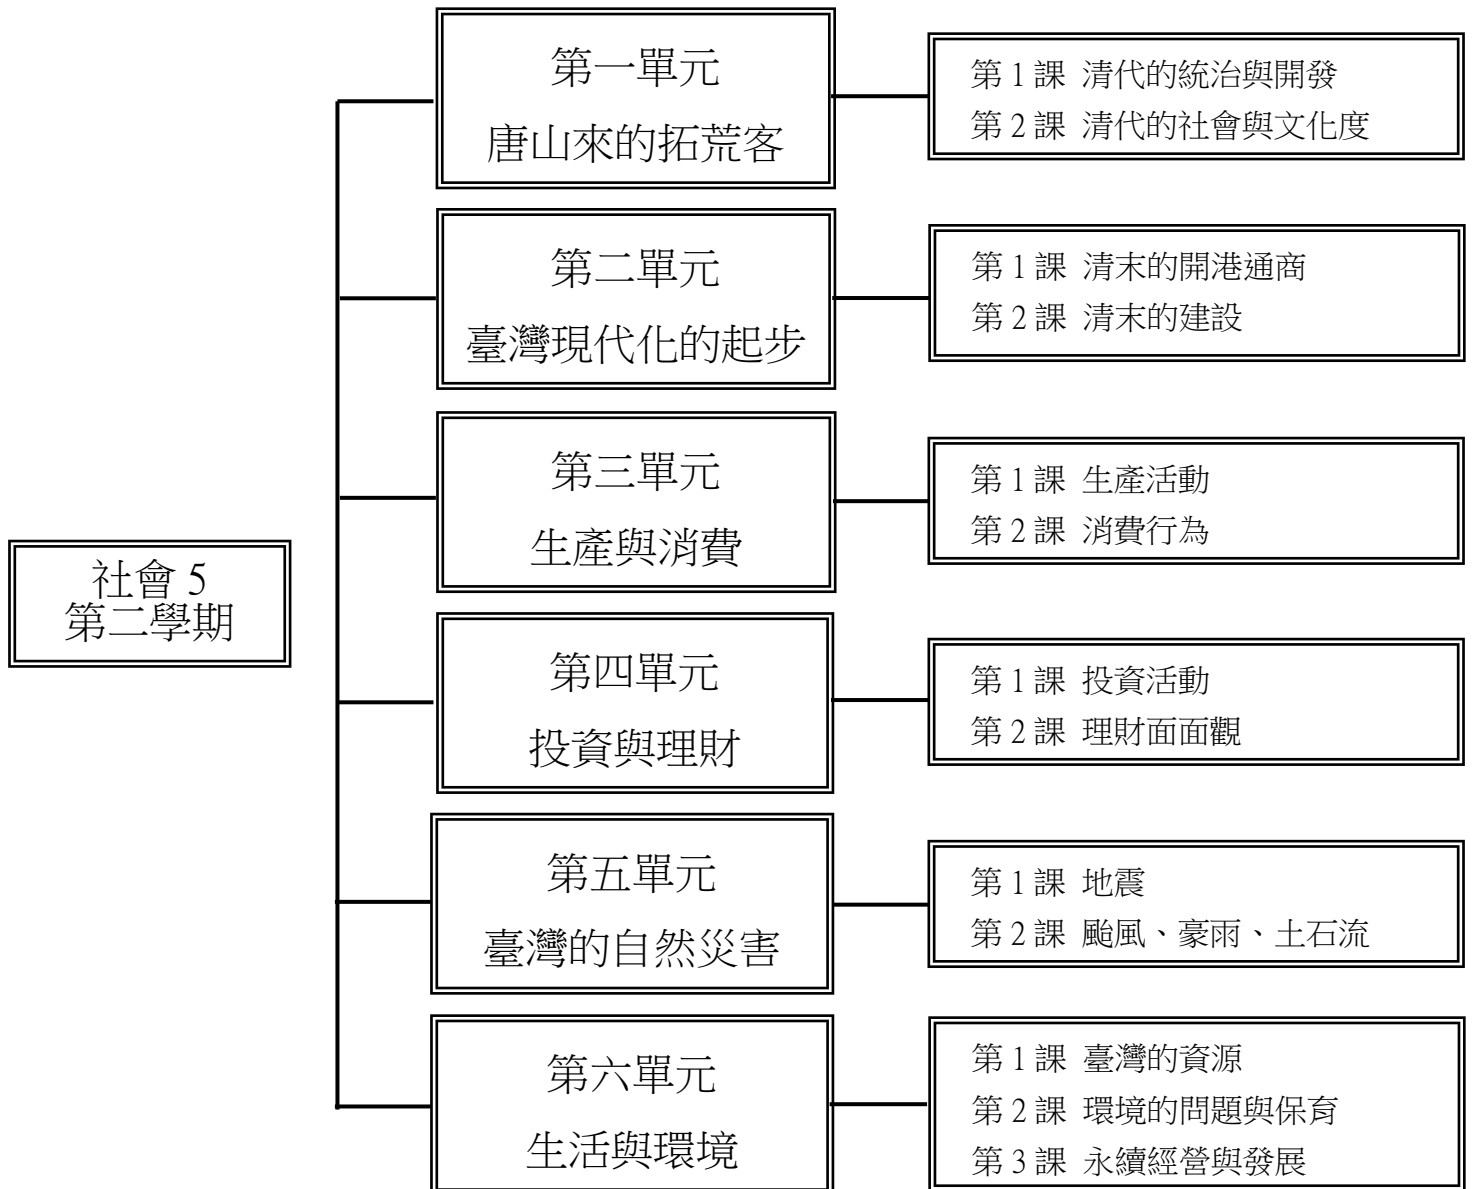 社會 5
第二學期
第一單元
唐山來的拓荒客
第 1 課 清代的統治與開發
第 2 課 清代的社會與文化度
第二單元
臺灣現代化的起步
第 1 課 清末的開港通商
第 2 課 清末的建設
第三單元
生產與消費
第 1 課 生產活動
第 2 課 消費行為
第四單元
投資與理財
第 1 課 投資活動
第 2 課 理財面面觀
第五單元
臺灣的自然災害
第 1 課 地震
第 2 課 颱風、豪雨、土石流
第六單元
生活與環境
第 1 課 臺灣的資源
第 2 課 環境的問題與保育
第 3 課 永續經營與發展